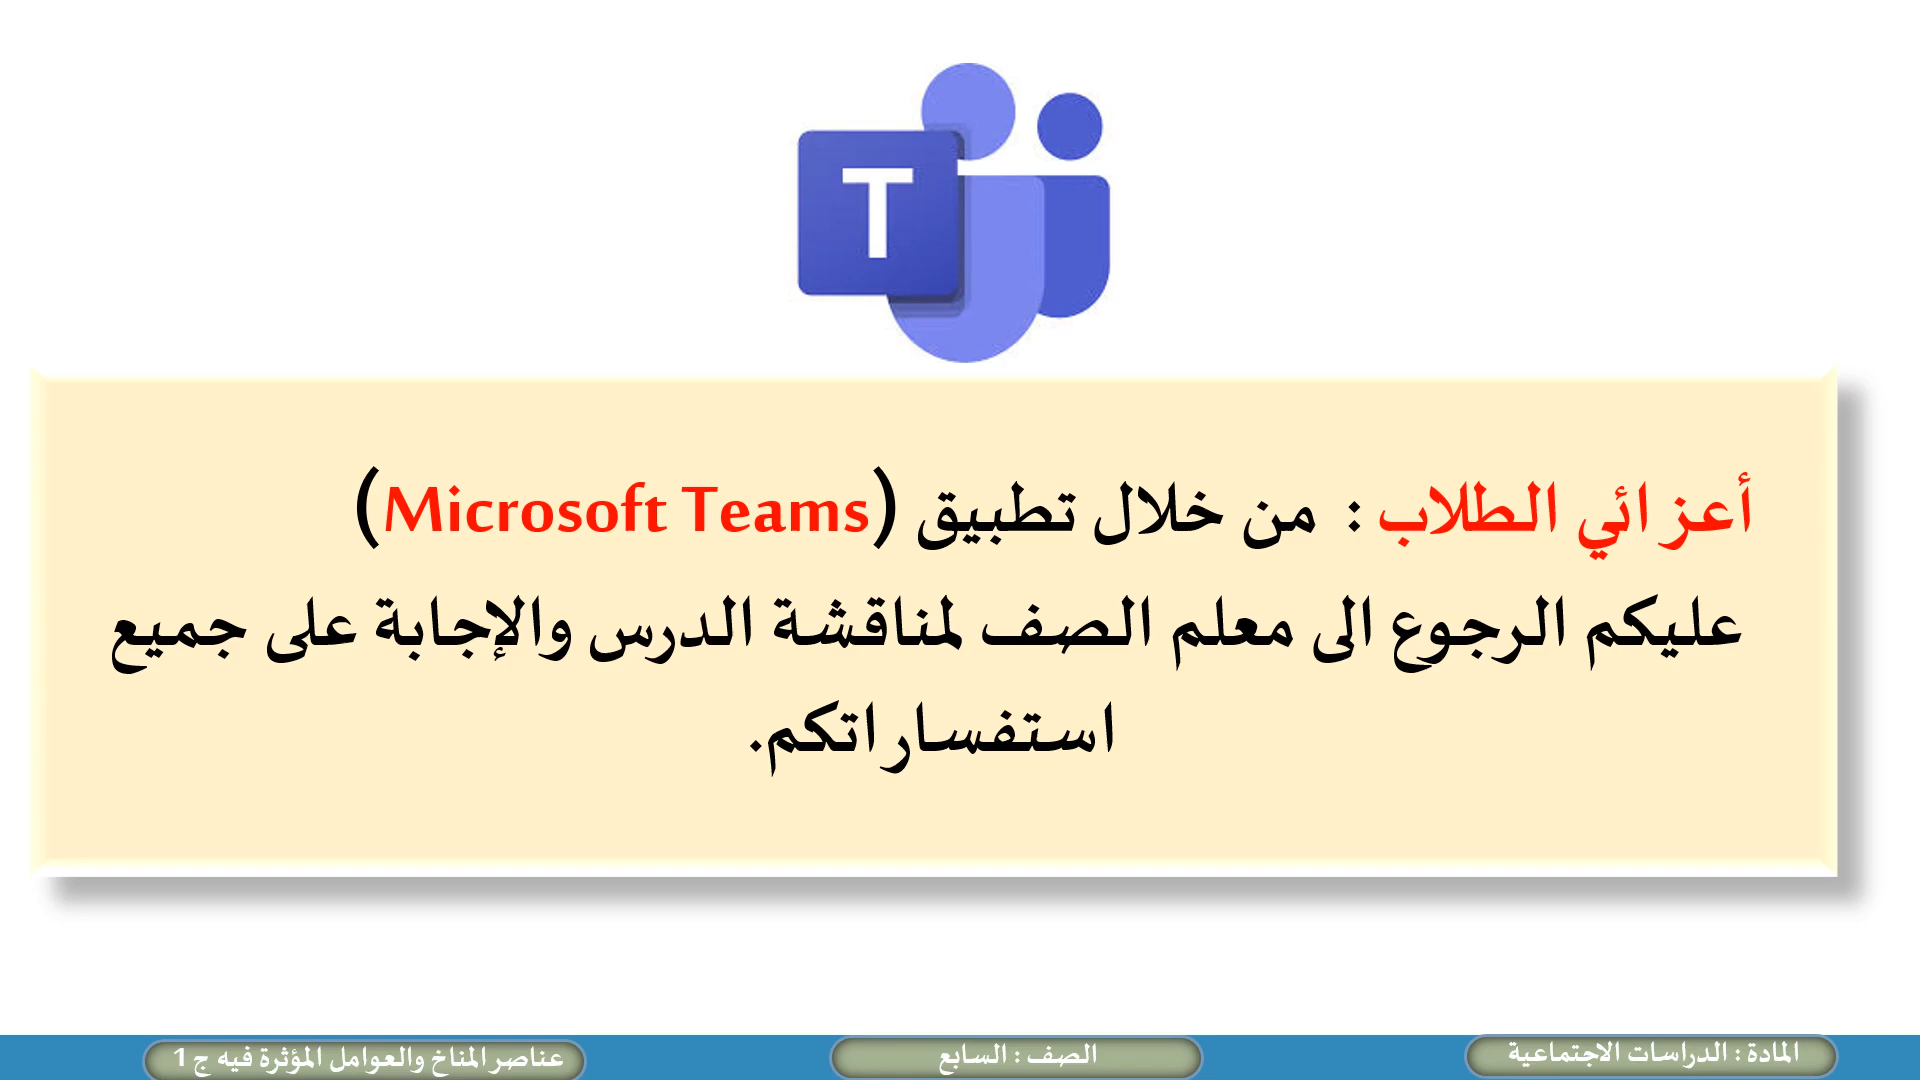 T
أعزائي الطلاب : من خلال تطبيق (Microsoft Teams)
عليكم الرجوع الى معلم الصف لمناقشة الدرس والإجابة على جميع
استفساراتكم.
المادة : الدراسات الاجتماعية
الصف : السابع
عناصر المناخ والعوامل المؤثرة فيه ج 1